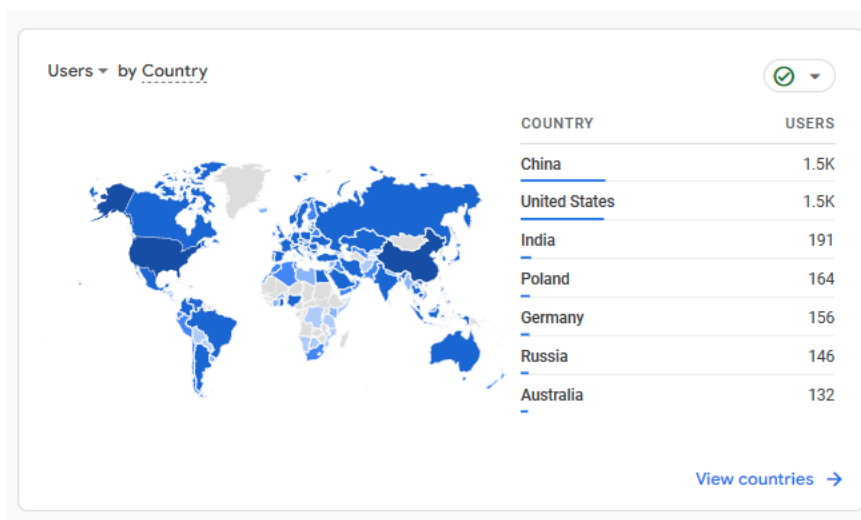 Users by Country
COUNTRY USERS
China 1.5K
United States 1.5K
India 191
Poland 164
Germany 156
Russia 146
Australia 132
View countries